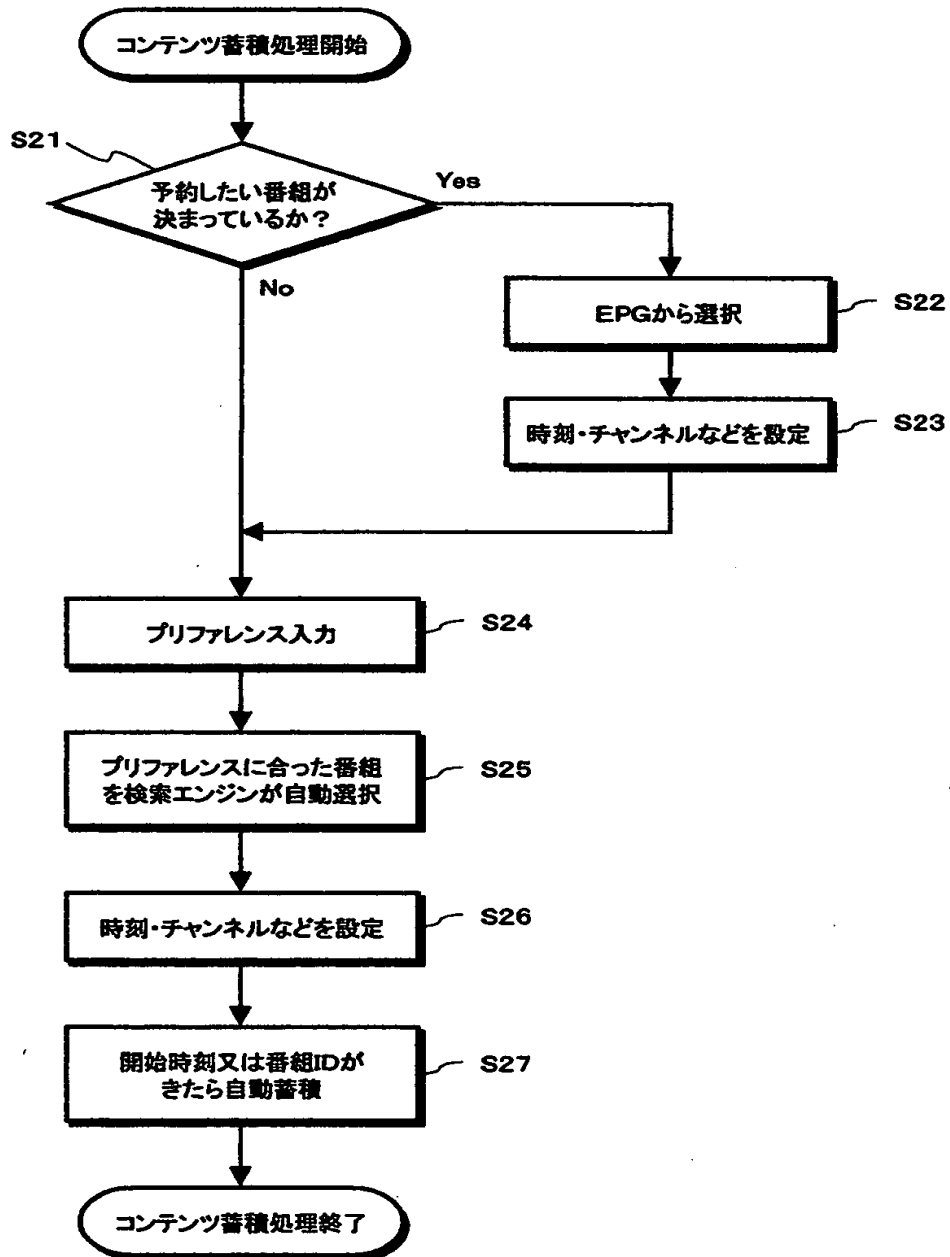 コンテンツ蓄積処理開始
S21
予約したい番組が
決まっているか？
Yes
No
EPGから選択
S22
時刻・チャンネルなどを設定
S23
プリファレンス入力
S24
プリファレンスに合った番組
を検索エンジンが自動選択
S25
時刻・チャンネルなどを設定
S26
開始時刻又は番組IDが
きたら自動蓄積
S27
コンテンツ蓄積処理終了